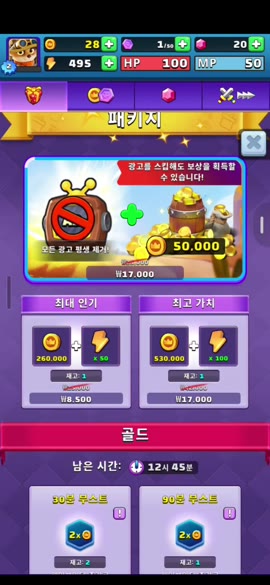 28
1/50
20
495
HP 100
MP 50
패키지
광고를 스킵해도 보상을 획득할
수 있습니다!
모든 광고 평생 제거!
50,000
₩17,000
최대 인기
최고 가치
260,000
x 50
530,000
x 100
재고: 1
재고: 1
₩8,500
₩17,000
골드
남은 시간:
12시 45분
30분 부스트
90분 부스트
!
!
2x
2x
재고: 2
재고: 1